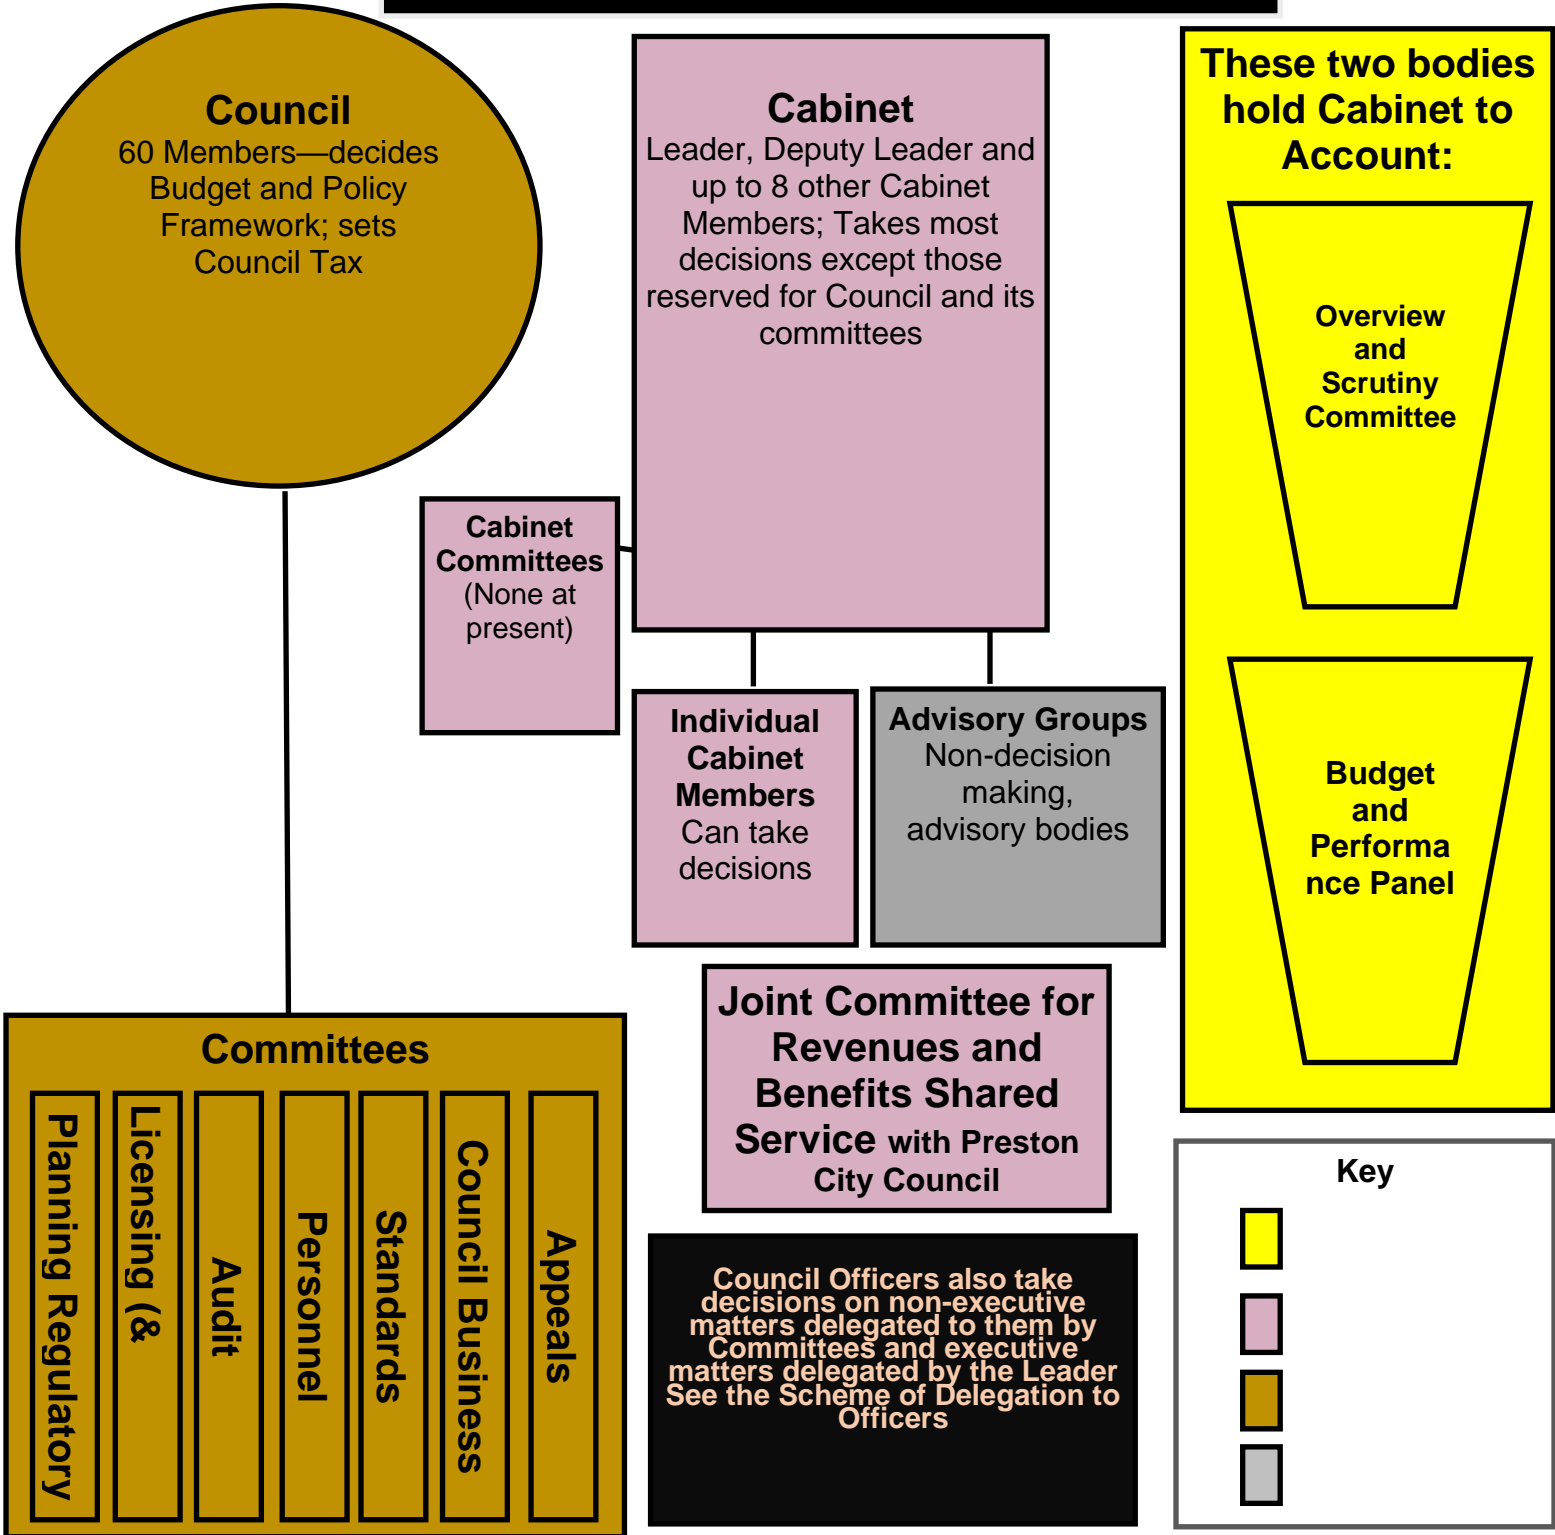 Council
60 Members—decides
Budget and Policy
Framework; sets
Council Tax
Cabinet
Leader, Deputy Leader and
up to 8 other Cabinet
Members; Takes most
decisions except those
reserved for Council and its
committees
These two bodies
hold Cabinet to
Account:
Overview
and
Scrutiny
Committee
Budget
and
Performa
nce Panel
Cabinet
Committees
(None at
present)
Individual
Cabinet
Members
Can take
decisions
Advisory Groups
Non-decision
making,
advisory bodies
Joint Committee for
Revenues and
Benefits Shared
Service with Preston
City Council
Committees
Planning Regulatory
Licensing (&
Audit
Personnel
Standards
Council Business
Appeals
Council Officers also take
decisions on non-executive
matters delegated to them by
Committees and executive
matters delegated by the Leader
See the Scheme of Delegation to
Officers
Key